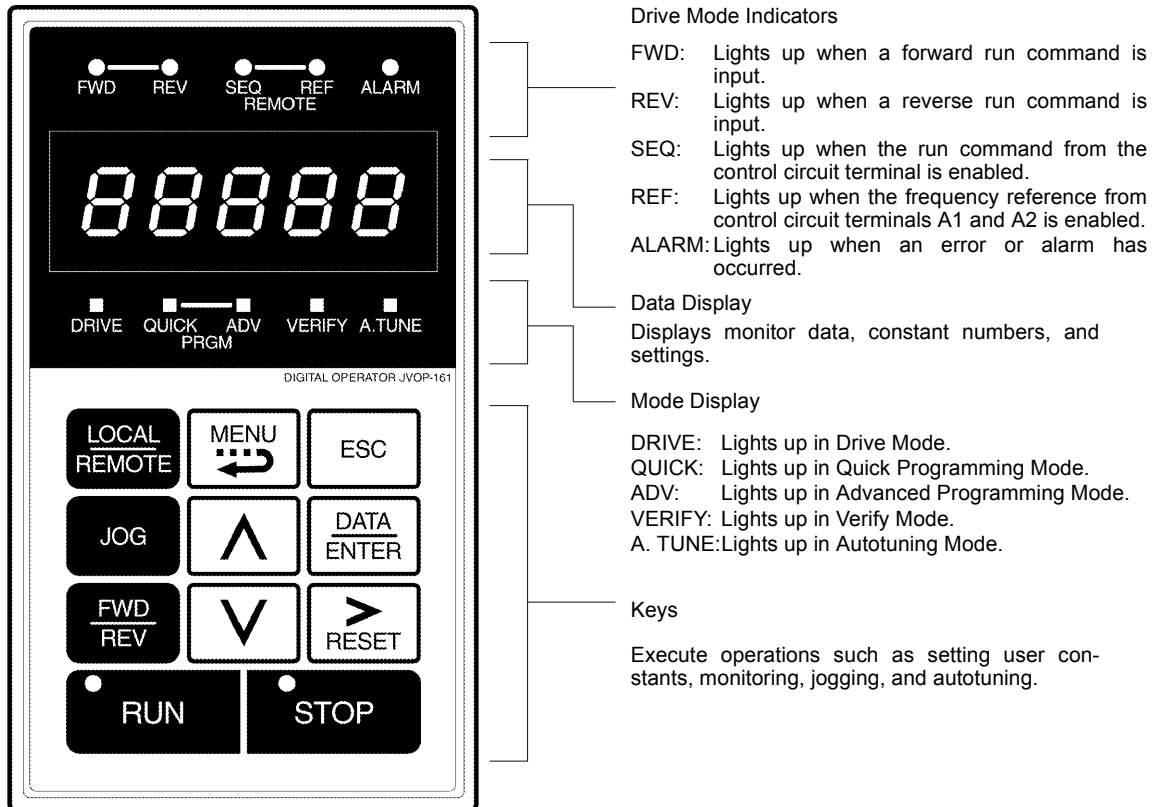 FWD REV SEQ REF ALARM
REMOTE
88888
DRIVE QUICK ADV VERIFY A.TUNE
PRGM
DIGITAL OPERATOR JVOP-161
LOCAL
REMOTE
MENU
ESC
JOG
DATA
ENTER
FWD
REV
>
RESET
RUN
STOP
Drive Mode Indicators
FWD: Lights up when a forward run command is
input.
REV: Lights up when a reverse run command is
input.
SEQ: Lights up when the run command from the
control circuit terminal is enabled.
REF: Lights up when the frequency reference from
control circuit terminals A1 and A2 is enabled.
ALARM: Lights up when an error or alarm has
occurred.
Data Display
Displays monitor data, constant numbers, and
settings.
Mode Display
DRIVE: Lights up in Drive Mode.
QUICK: Lights up in Quick Programming Mode.
ADV: Lights up in Advanced Programming Mode.
VERIFY: Lights up in Verify Mode.
A. TUNE: Lights up in Autotuning Mode.
Keys
Execute operations such as setting user con-
stants, monitoring, jogging, and autotuning.